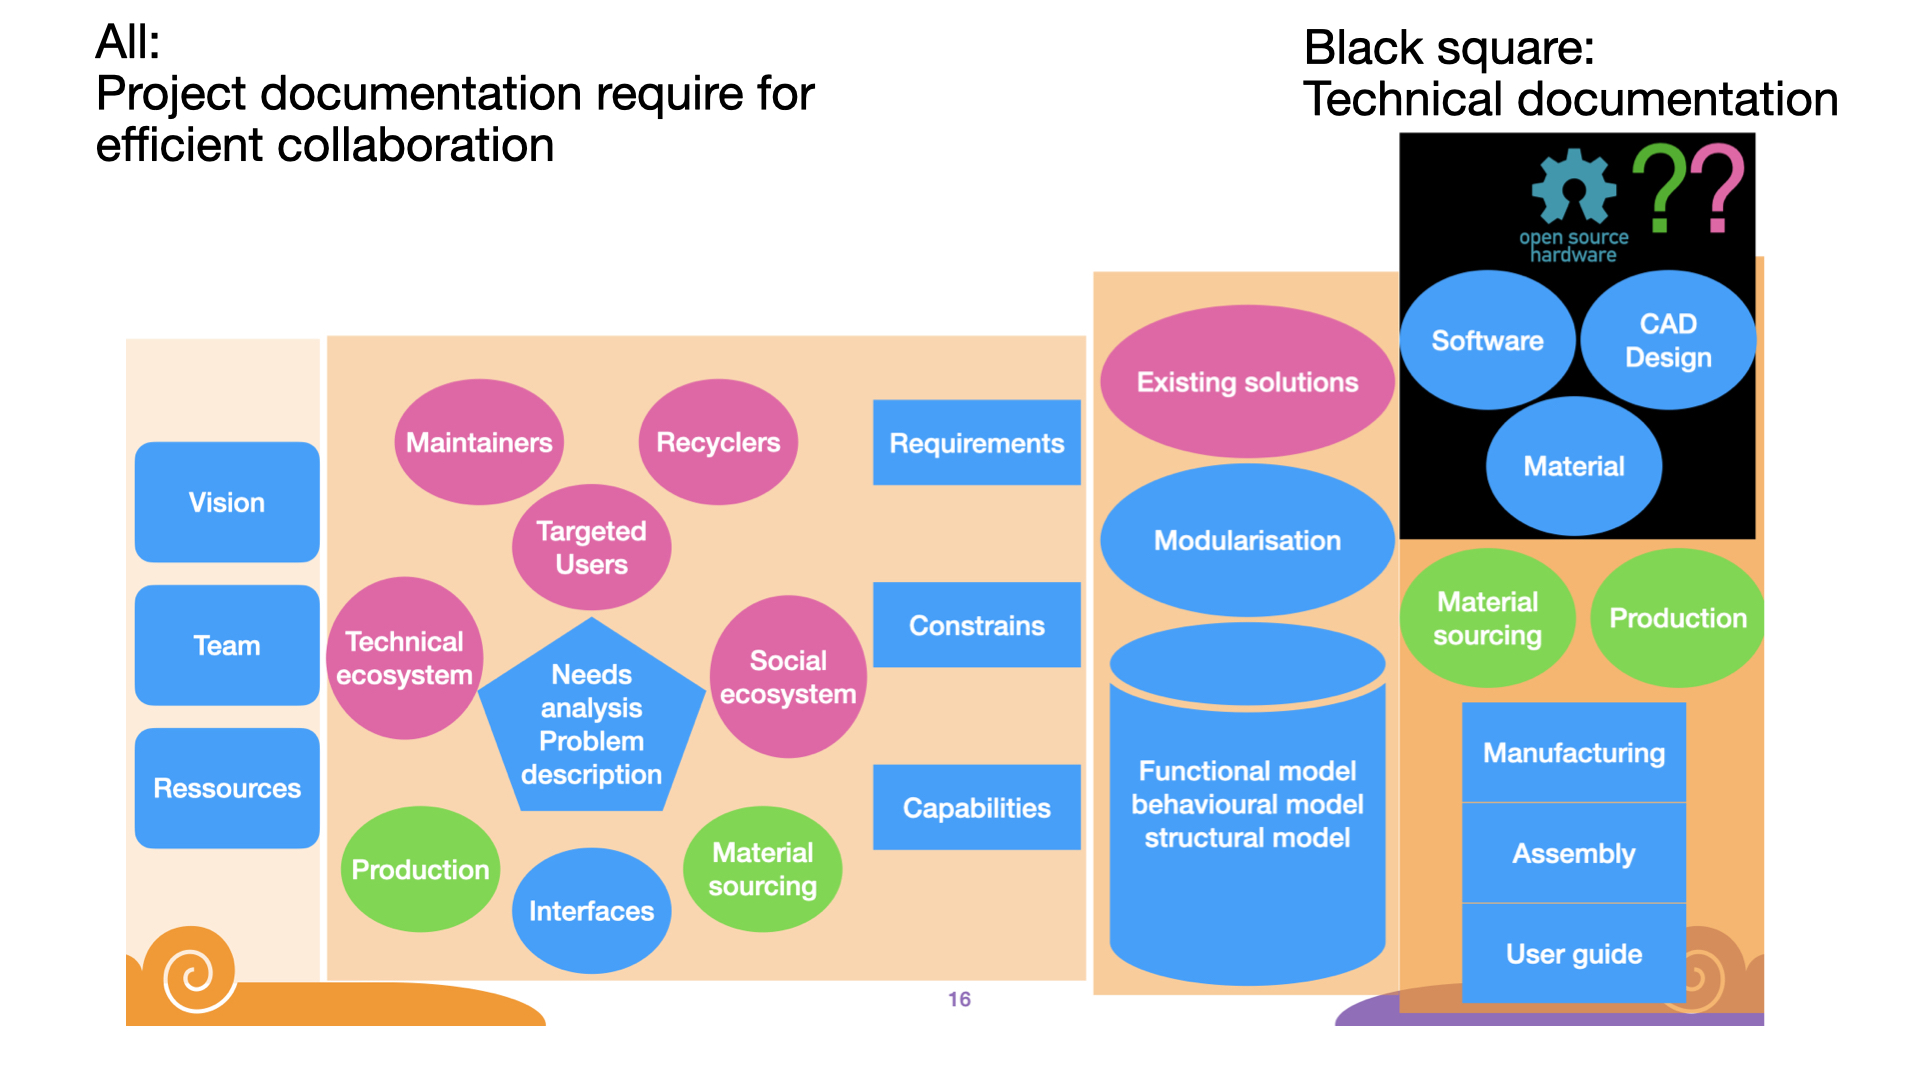 All:
Project documentation require for
efficient collaboration
Black square:
Technical documentation
??
open source
hardware
Vision
Team
Ressources
Maintainers
Recyclers
Targeted
Users
Technical
ecosystem
Needs
analysis
Problem
description
Social
ecosystem
Production
Interfaces
Material
sourcing
Requirements
Constrains
Capabilities
Existing solutions
Modularisation
Functional model
behavioural model
structural model
Software
CAD
Design
Material
Material
sourcing
Production
Manufacturing
Assembly
User guide
16